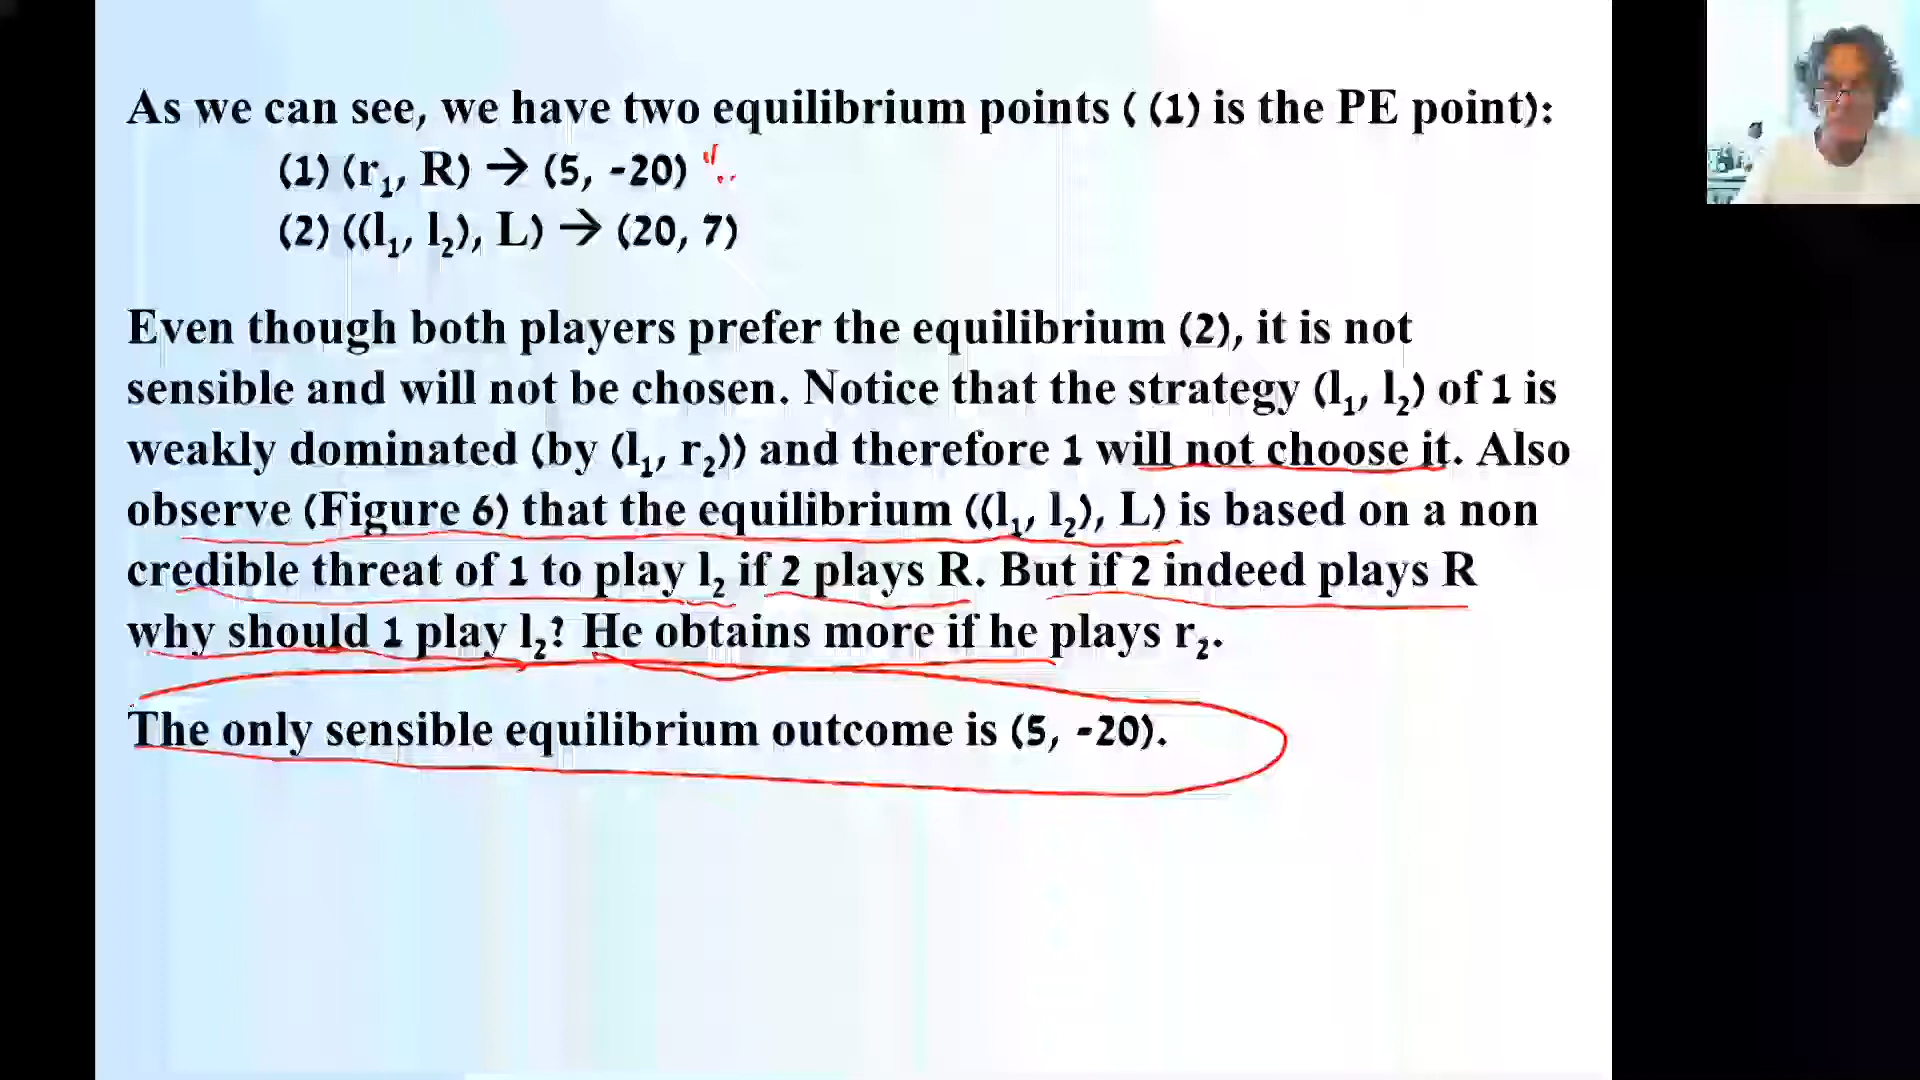 As we can see, we have two equilibrium points ( (1) is the PE point):
(1) (r₁, R) → (5, -20)
(2) ((l₁, l₂), L) → (20, 7)
Even though both players prefer the equilibrium (2), it is not
sensible and will not be chosen. Notice that the strategy (l₁, l₂) of 1 is
weakly dominated (by (l₁, r₂)) and therefore 1 will not choose it. Also
observe (Figure 6) that the equilibrium ((l₁, l₂), L) is based on a non
credible threat of 1 to play l₂ if 2 plays R. But if 2 indeed plays R
why should 1 play l₂? He obtains more if he plays r₂.
The only sensible equilibrium outcome is (5, -20).